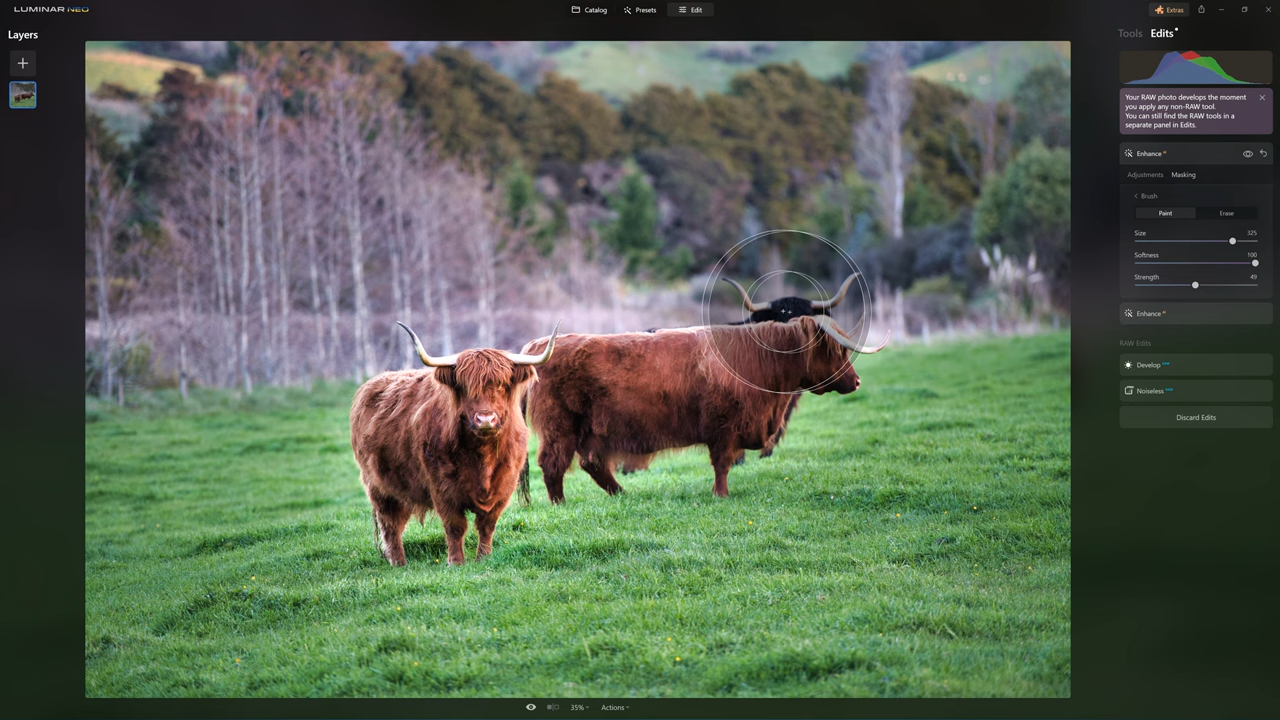 LUMINAR NEO
Catalog
Presets
Edit
Extras
Layers
Tools
Edits
Your RAW photo develops the moment
you apply any non-RAW tool.
You can still find the RAW tools in a
separate panel in Edits.
Enhance AI
Adjustments
Masking
Brush
Paint
Erase
Size
325
Softness
100
Strength
49
Enhance AI
RAW Edits
Develop
Noiseless
Discard Edits
35%
Actions